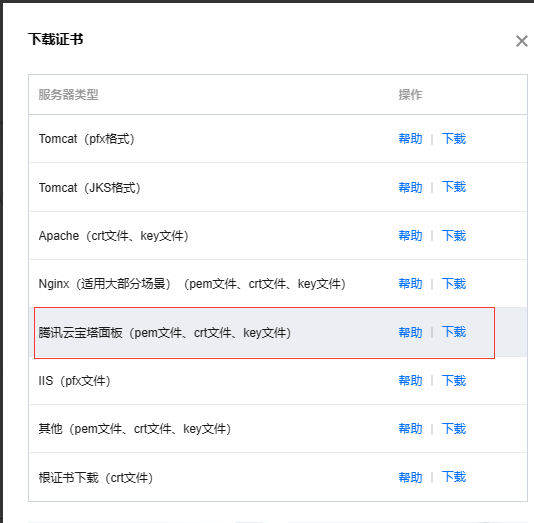 下载证书
服务器类型 操作
Tomcat（pfx格式） 帮助 | 下载
Tomcat（JKS格式） 帮助 | 下载
Apache（crt文件、key文件） 帮助 | 下载
Nginx（适用大部分场景）（pem文件、crt文件、key文件） 帮助 | 下载
腾讯云宝塔面板（pem文件、crt文件、key文件） 帮助 | 下载
IIS（pfx文件） 帮助 | 下载
其他（pem文件、crt文件、key文件） 帮助 | 下载
根证书下载（crt文件） 帮助 | 下载